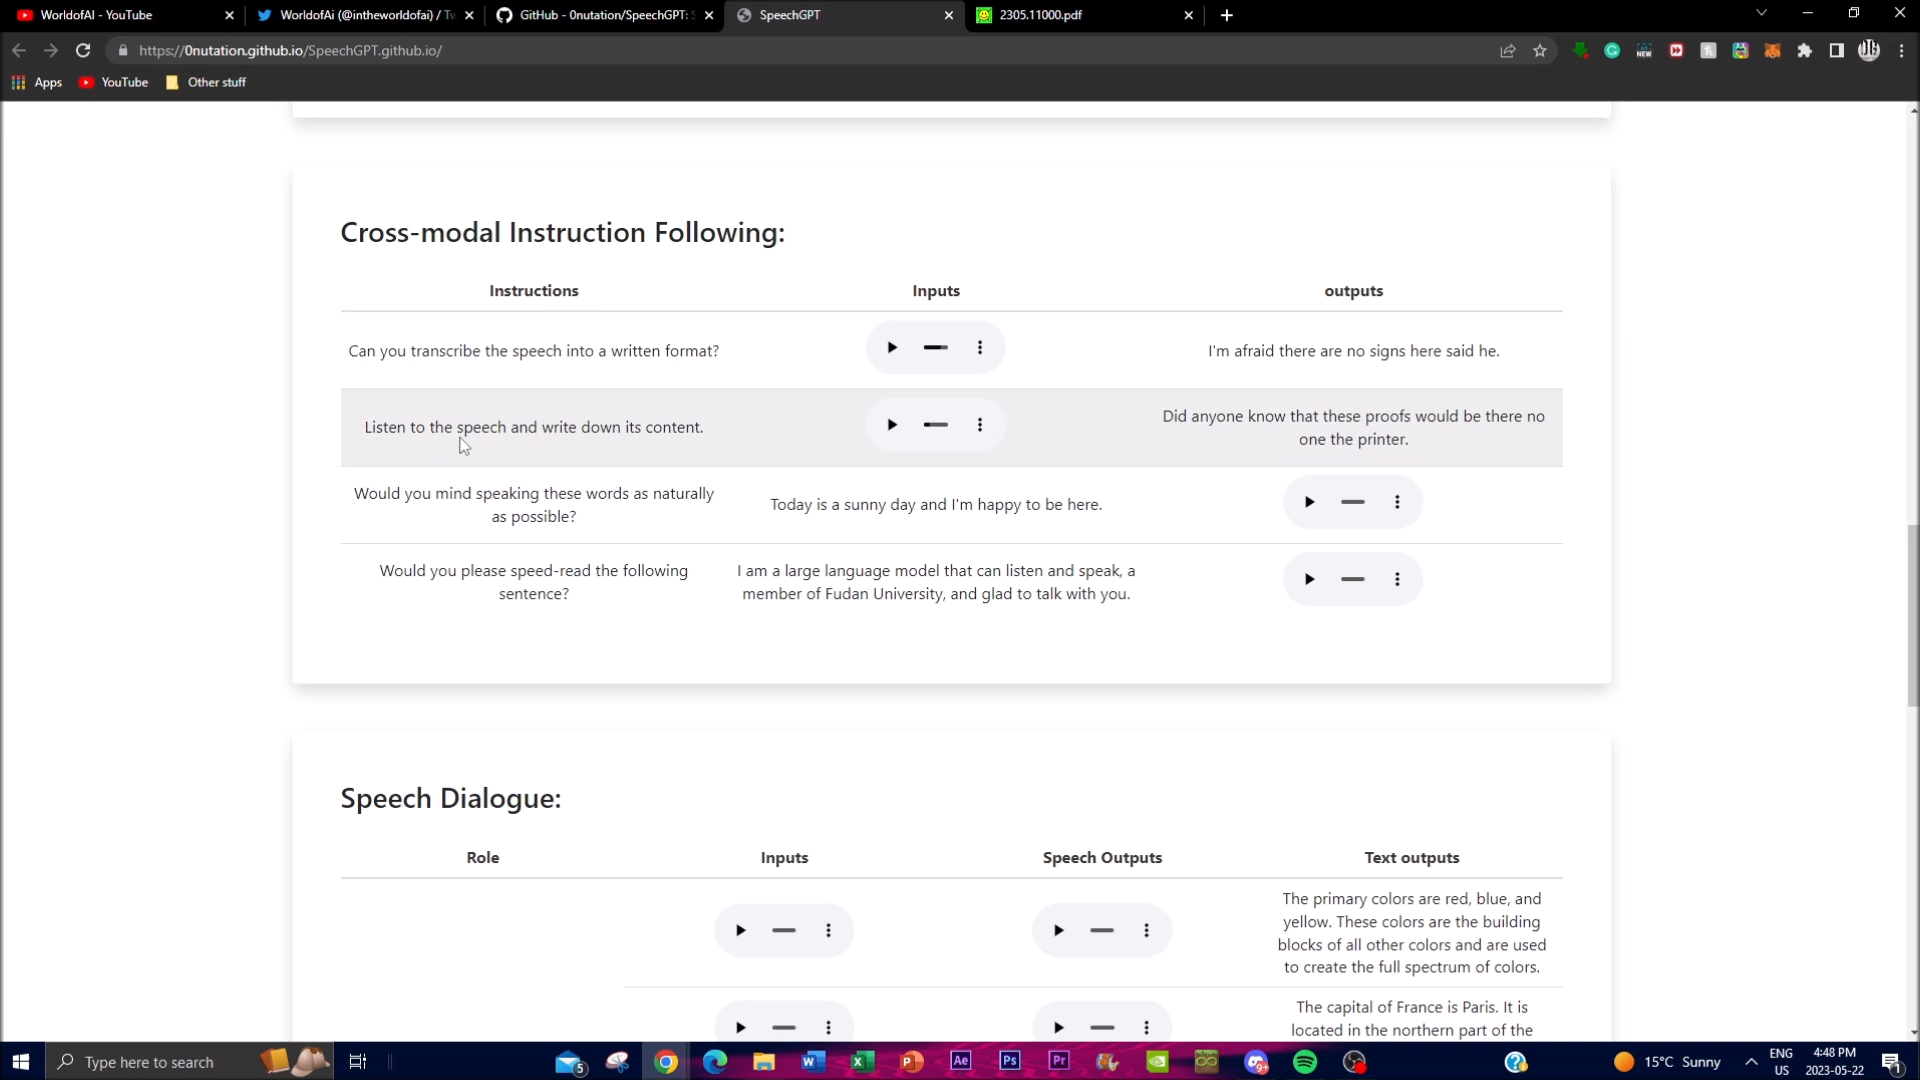 WorldofAI - YouTube
WorldofAi (@intheworldofai) / Tw
GitHub - 0nutation/SpeechGPT: S
SpeechGPT
2305.11000.pdf
https://0nutation.github.io/SpeechGPT.github.io/
NEW
Apps
YouTube
Other stuff
Cross-modal Instruction Following:
Instructions
Inputs
outputs
Can you transcribe the speech into a written format?
I'm afraid there are no signs here said he.
Listen to the speech and write down its content.
Did anyone know that these proofs would be there no
one the printer.
Would you mind speaking these words as naturally
as possible?
Today is a sunny day and I'm happy to be here.
Would you please speed-read the following
sentence?
I am a large language model that can listen and speak, a
member of Fudan University, and glad to talk with you.
Speech Dialogue:
Role
Inputs
Speech Outputs
Text outputs
The primary colors are red, blue, and
yellow. These colors are the building
blocks of all other colors and are used
to create the full spectrum of colors.
The capital of France is Paris. It is
located in the northern part of the
Type here to search
5
Ae
Ps
Pr
9+
15°C Sunny
ENG
US
4:48 PM
2023-05-22
1